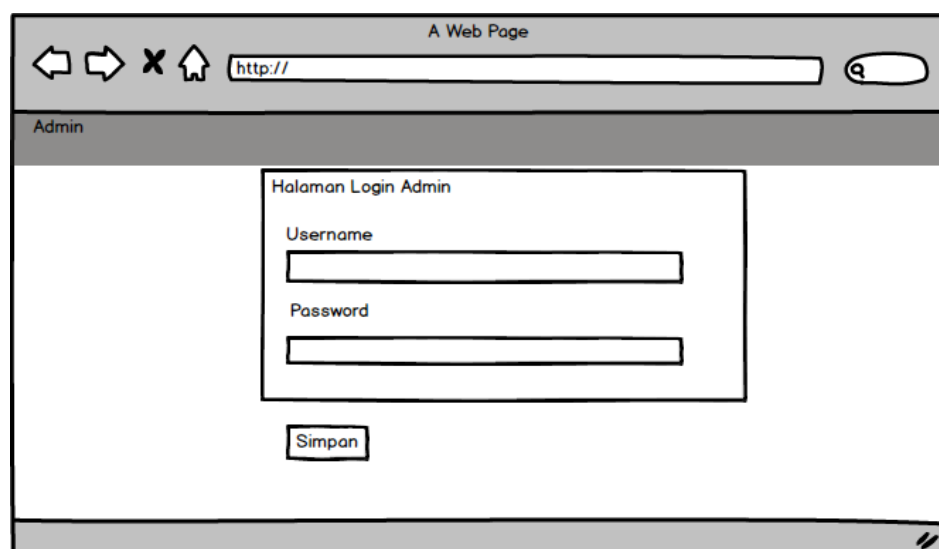 A Web Page
http://
Admin
Halaman Login Admin
Username
Password
Simpan